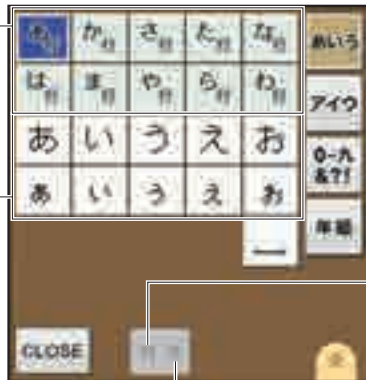 あ行 か行 さ行 た行 な行 あいう
は行 ま行 や行 ら行 わ行 アイウ
あ い う え お 0-九 &?!
ぁ ぃ ぅ ぇ ぉ
ー
CLOSE